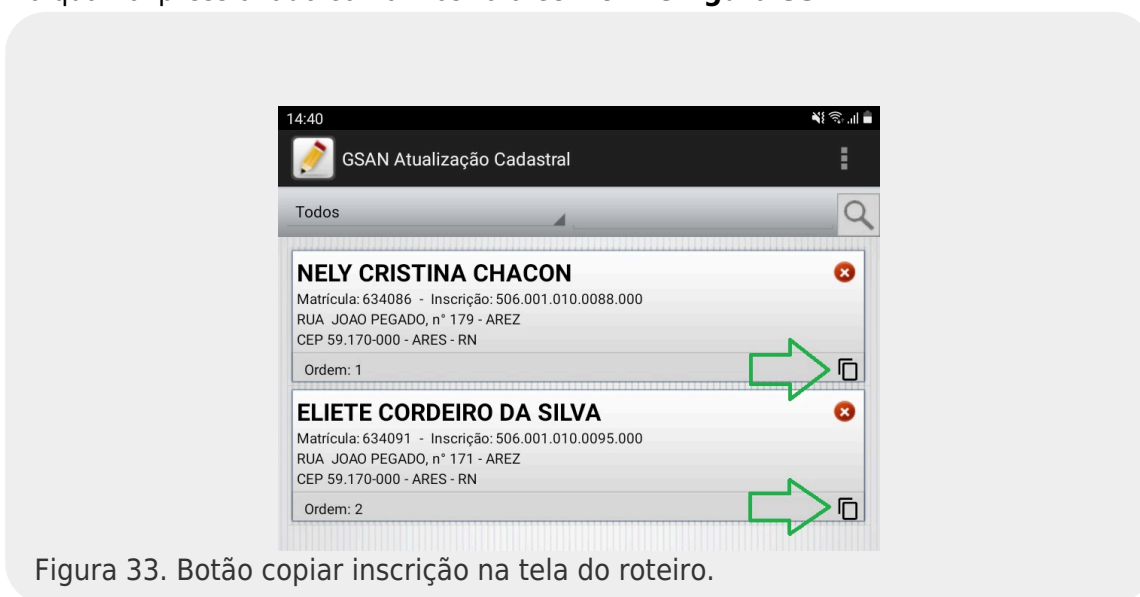 14:40
GSAN Atualização Cadastral
Todos
NELY CRISTINA CHACON
Matrícula: 634086 - Inscrição: 506.001.010.0088.000
RUA JOAO PEGADO, n° 179 - AREZ
CEP 59.170-000 - ARES - RN
Ordem: 1
ELIETE CORDEIRO DA SILVA
Matrícula: 634091 - Inscrição: 506.001.010.0095.000
RUA JOAO PEGADO, n° 171 - AREZ
CEP 59.170-000 - ARES - RN
Ordem: 2
Figura 33. Botão copiar inscrição na tela do roteiro.